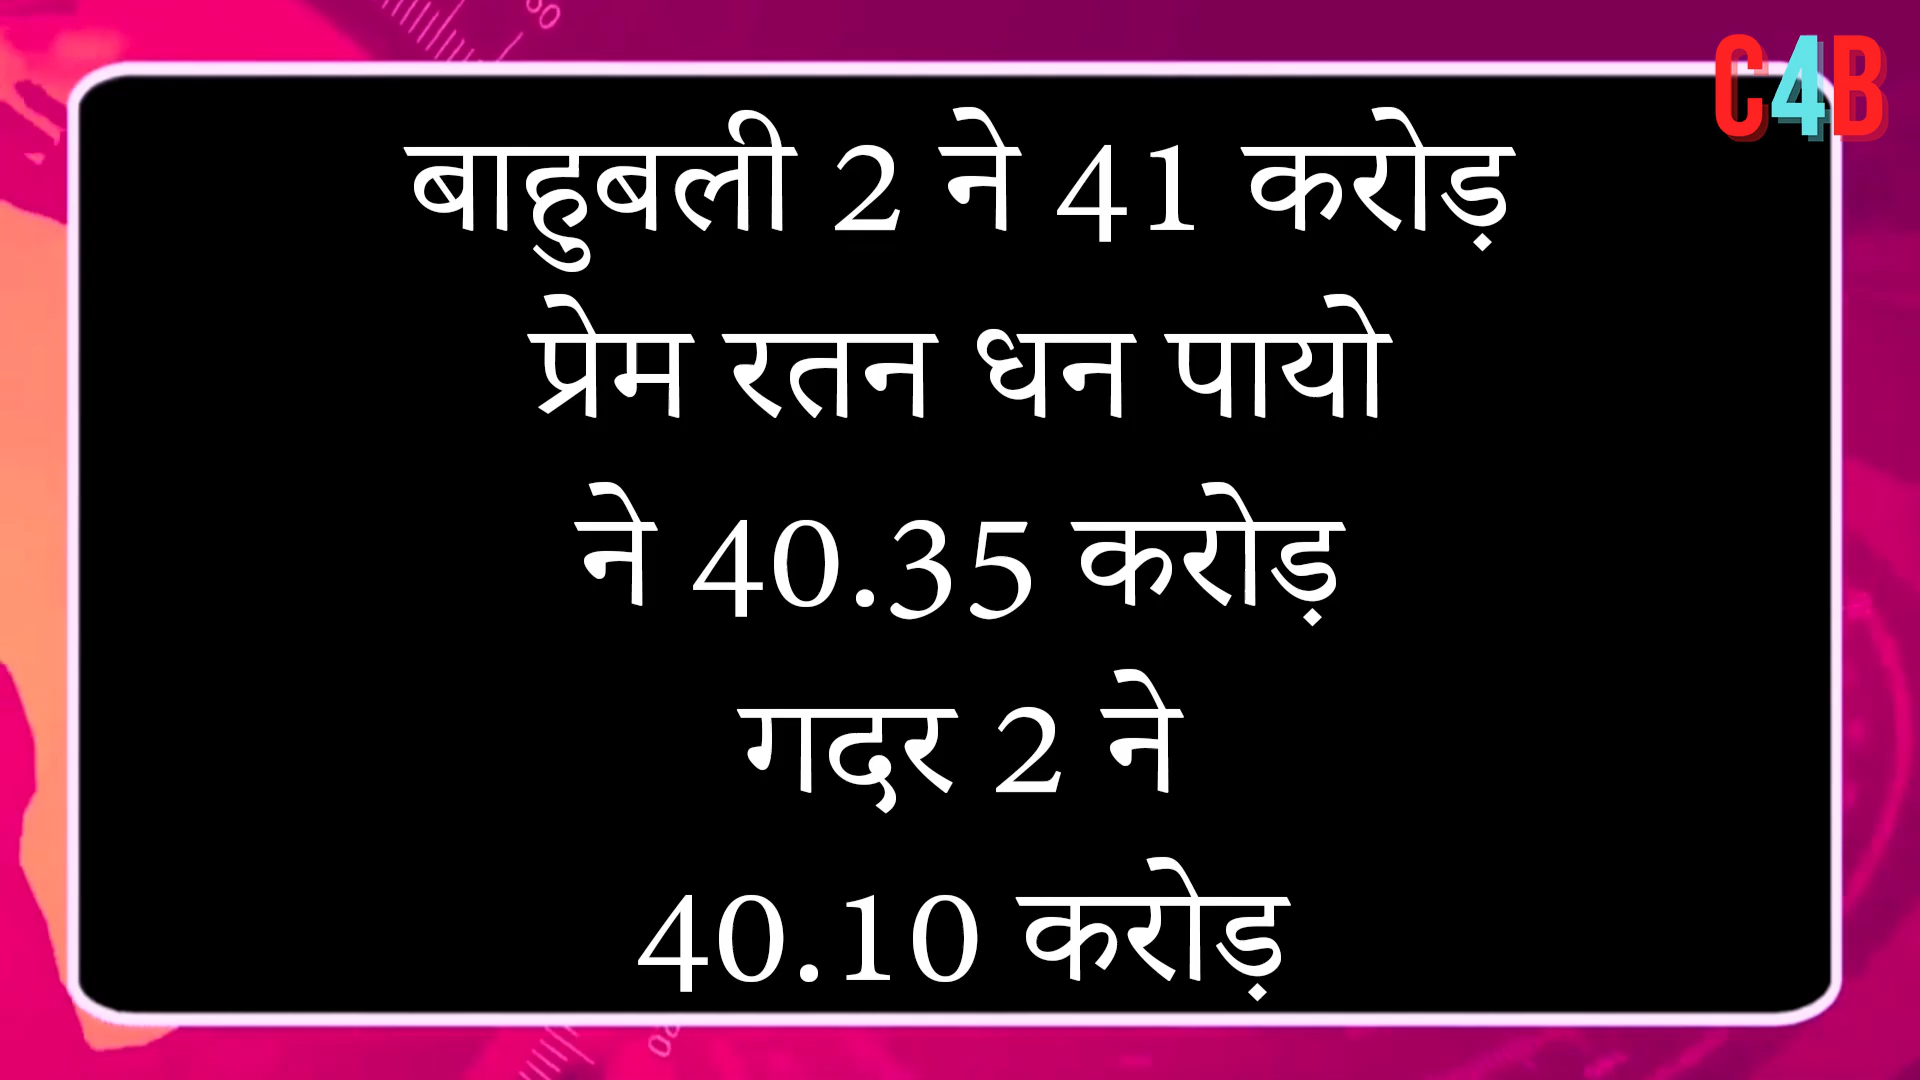 C4B
बाहुबली 2 ने 41 करोड़
प्रेम रतन धन पायो
ने 40.35 करोड़
गदर 2 ने
40.10 करोड़